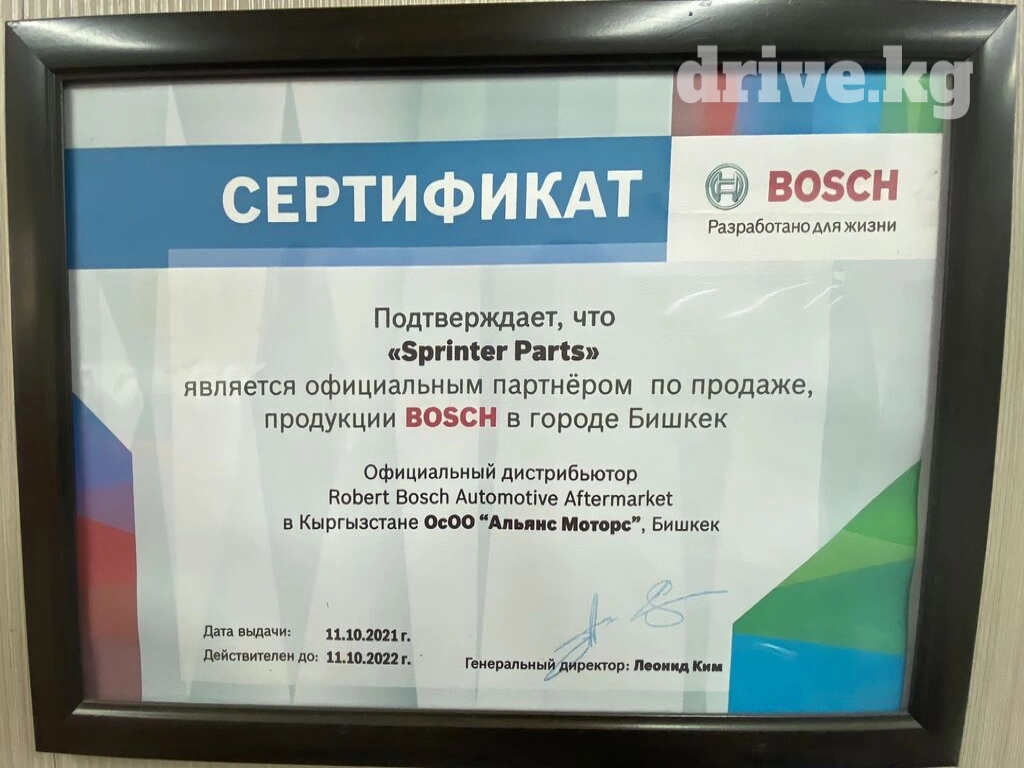 drive.kg
СЕРТИФИКАТ
BOSCH
Разработано для жизни
Подтверждает, что
«Sprinter Parts»
является официальным партнёром по продаже,
продукции BOSCH в городе Бишкек
Официальный дистрибьютор
Robert Bosch Automotive Aftermarket
в Кыргызстане ОсОО “Альянс Моторс”, Бишкек
Дата выдачи: 11.10.2021 г.
Действителен до: 11.10.2022 г.
Генеральный директор: Леонид Ким